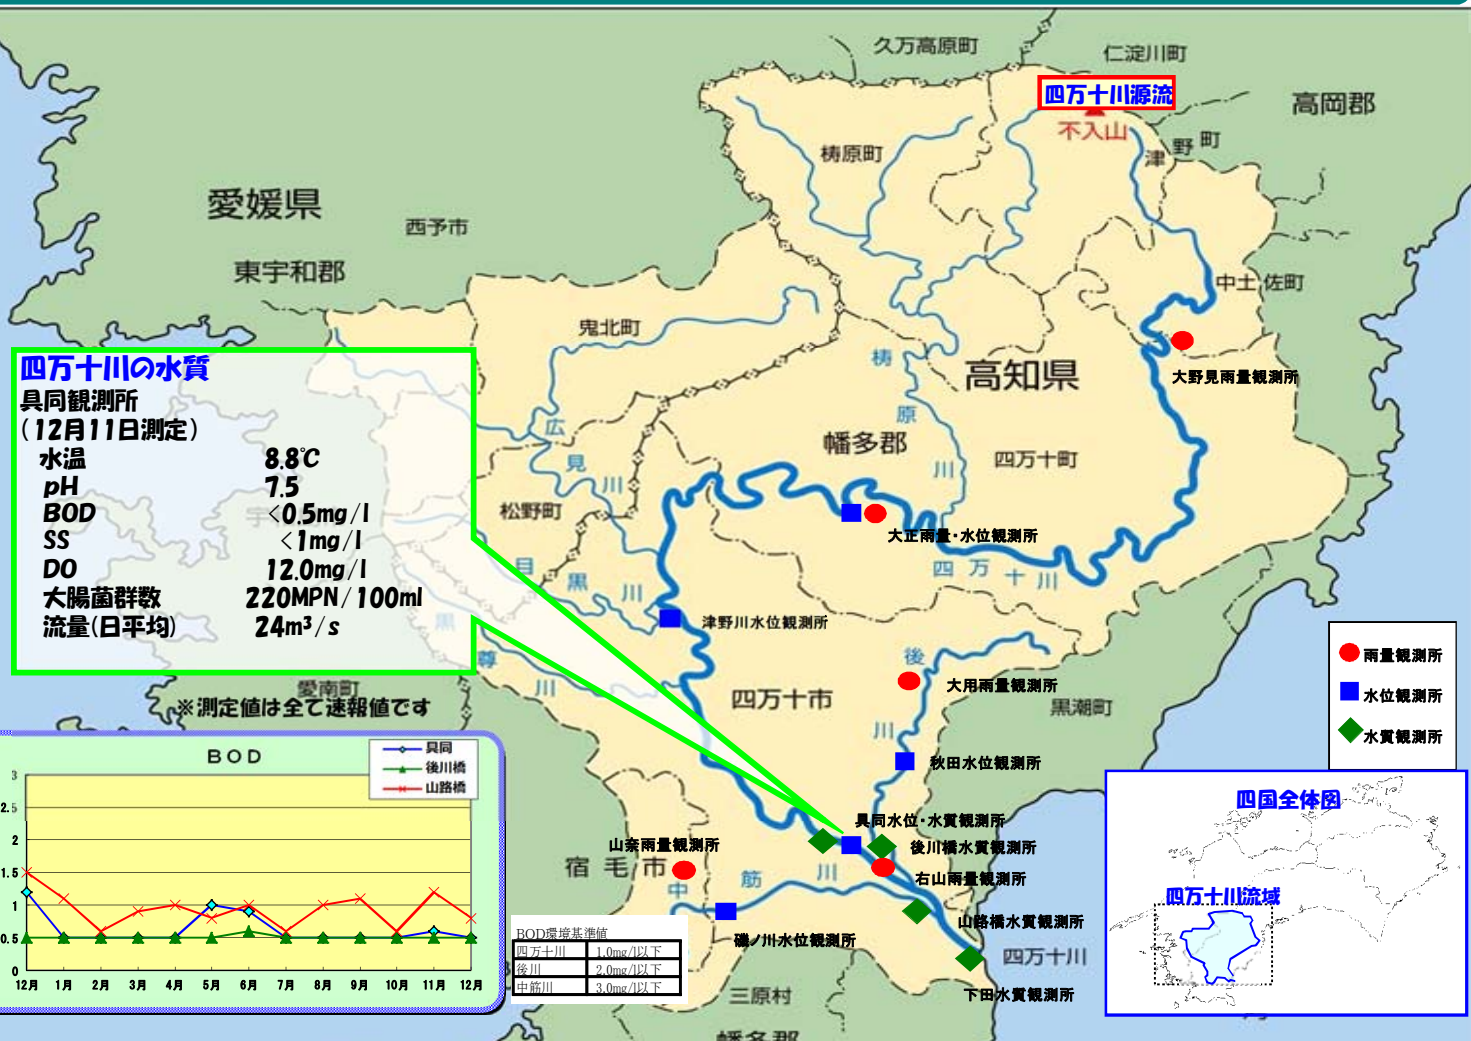 久万高原町
仁淀川町
四万十川源流
高岡郡
不入山
梼原町
津野町
愛媛県
西予市
東宇和郡
中土佐町
鬼北町
大野見雨量観測所
高知県
梼原川
幡多郡
四万十町
広見川
松野町
大正雨量・水位観測所
四万十川
目黒川
津野川水位観測所
黒尊川
四万十川の水質
具同観測所
(12月11日測定)
水温 8.8℃
pH 7.5
BOD <0.5mg/l
SS <1mg/l
DO 12.0mg/l
大腸菌群数 220MPN/100ml
流量(日平均) 24m³/s
愛南町
※測定値は全て速報値です
四万十市
後川
大用雨量観測所
黒潮町
秋田水位観測所
雨量観測所
水位観測所
水質観測所
具同水位・水質観測所
後川橋水質観測所
山奈雨量観測所
宿毛市
中筋川
右山雨量観測所
山路橋水質観測所
磯ノ川水位観測所
四万十川
下田水質観測所
三原村
幡多郡
四国全体図
四万十川流域
BOD
具同
後川橋
山路橋
3
2.5
2
1.5
1
0.5
0
12月 1月 2月 3月 4月 5月 6月 7月 8月 9月 10月 11月 12月
BOD環境基準値
四万十川 1.0mg/l以下
後川 2.0mg/l以下
中筋川 3.0mg/l以下